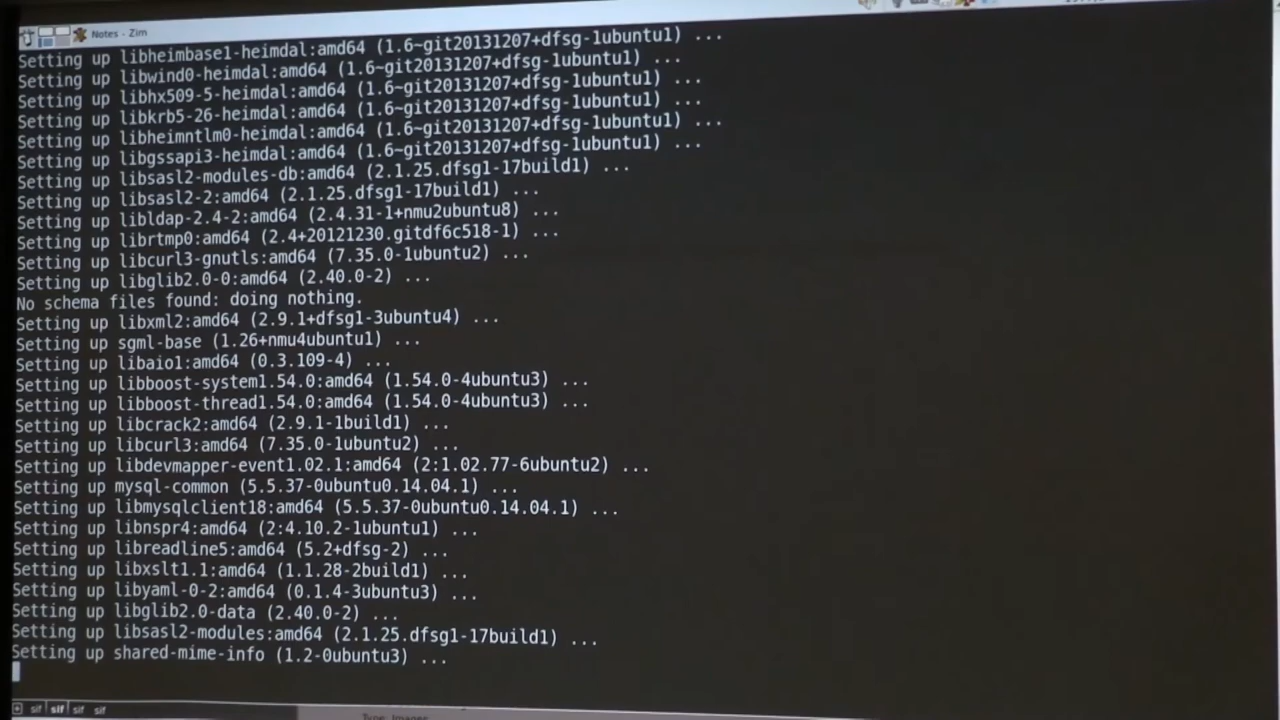 Notes - Zim
Setting up libheimbase1-heimdal:amd64 (1.6~git20131207+dfsg-1ubuntu1) ...
Setting up libwind0-heimdal:amd64 (1.6~git20131207+dfsg-1ubuntu1) ...
Setting up libhx509-5-heimdal:amd64 (1.6~git20131207+dfsg-1ubuntu1) ...
Setting up libkrb5-26-heimdal:amd64 (1.6~git20131207+dfsg-1ubuntu1) ...
Setting up libheimntlm0-heimdal:amd64 (1.6~git20131207+dfsg-1ubuntu1) ...
Setting up libgssapi3-heimdal:amd64 (1.6~git20131207+dfsg-1ubuntu1) ...
Setting up libsasl2-modules-db:amd64 (2.1.25.dfsg1-17build1) ...
Setting up libsasl2-2:amd64 (2.1.25.dfsg1-17build1) ...
Setting up libldap-2.4-2:amd64 (2.4.31-1+nmu2ubuntu8) ...
Setting up librtmp0:amd64 (2.4+20121230.gitdf6c518-1) ...
Setting up libcurl3-gnutls:amd64 (7.35.0-1ubuntu2) ...
Setting up libglib2.0-0:amd64 (2.40.0-2) ...
No schema files found: doing nothing.
Setting up libxml2:amd64 (2.9.1+dfsg1-3ubuntu4) ...
Setting up sgml-base (1.26+nmu4ubuntu1) ...
Setting up libaio1:amd64 (0.3.109-4) ...
Setting up libboost-system1.54.0:amd64 (1.54.0-4ubuntu3) ...
Setting up libboost-thread1.54.0:amd64 (1.54.0-4ubuntu3) ...
Setting up libcrack2:amd64 (2.9.1-1build1) ...
Setting up libcurl3:amd64 (7.35.0-1ubuntu2) ...
Setting up libdevmapper-event1.02.1:amd64 (2:1.02.77-6ubuntu2) ...
Setting up mysql-common (5.5.37-0ubuntu0.14.04.1) ...
Setting up libmysqlclient18:amd64 (5.5.37-0ubuntu0.14.04.1) ...
Setting up libnspr4:amd64 (2:4.10.2-1ubuntu1) ...
Setting up libreadline5:amd64 (5.2+dfsg-2) ...
Setting up libxslt1.1:amd64 (1.1.28-2build1) ...
Setting up libyaml-0-2:amd64 (0.1.4-3ubuntu3) ...
Setting up libglib2.0-data (2.40.0-2) ...
Setting up libsasl2-modules:amd64 (2.1.25.dfsg1-17build1) ...
Setting up shared-mime-info (1.2-0ubuntu3) ...
sif sif sif sif
Type: Images